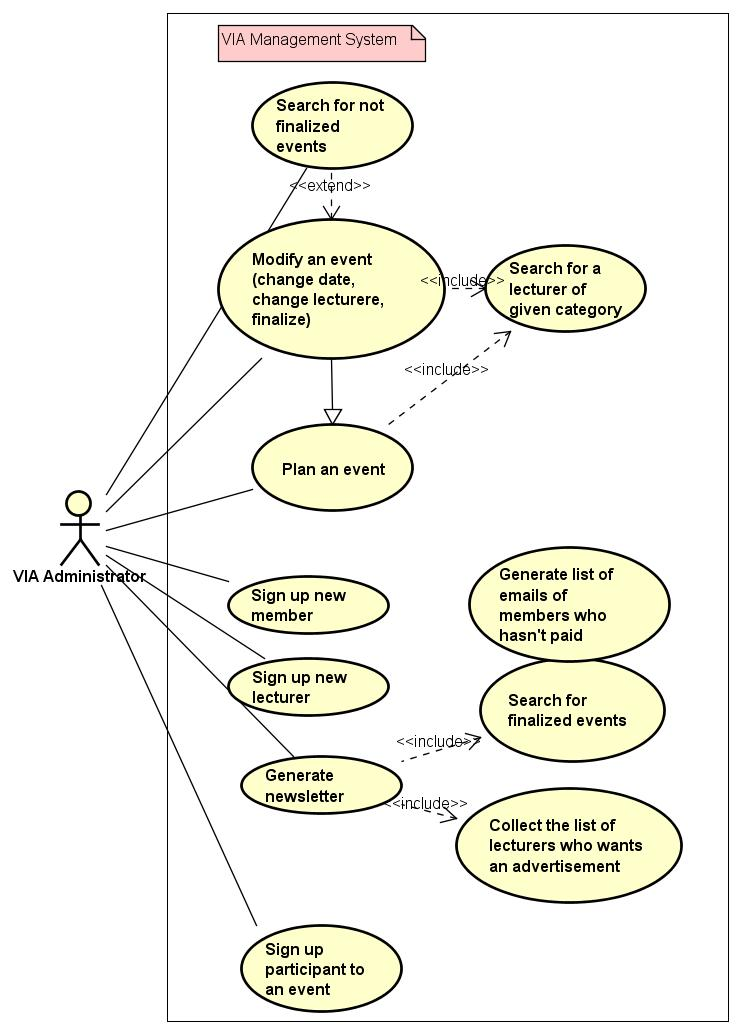 VIA Management System
Search for not
finalized
events
<<extend>>
Modify an event
(change date,
change lecturere,
finalize)
<<include>>
Search for a
lecturer of
given category
<<include>>
Plan an event
VIA Administrator
Sign up new
member
Generate list of
emails of
members who
hasn't paid
Sign up new
lecturer
Search for
finalized events
<<include>>
Generate
newsletter
<<include>>
Collect the list of
lecturers who wants
an advertisement
Sign up
participant to
an event